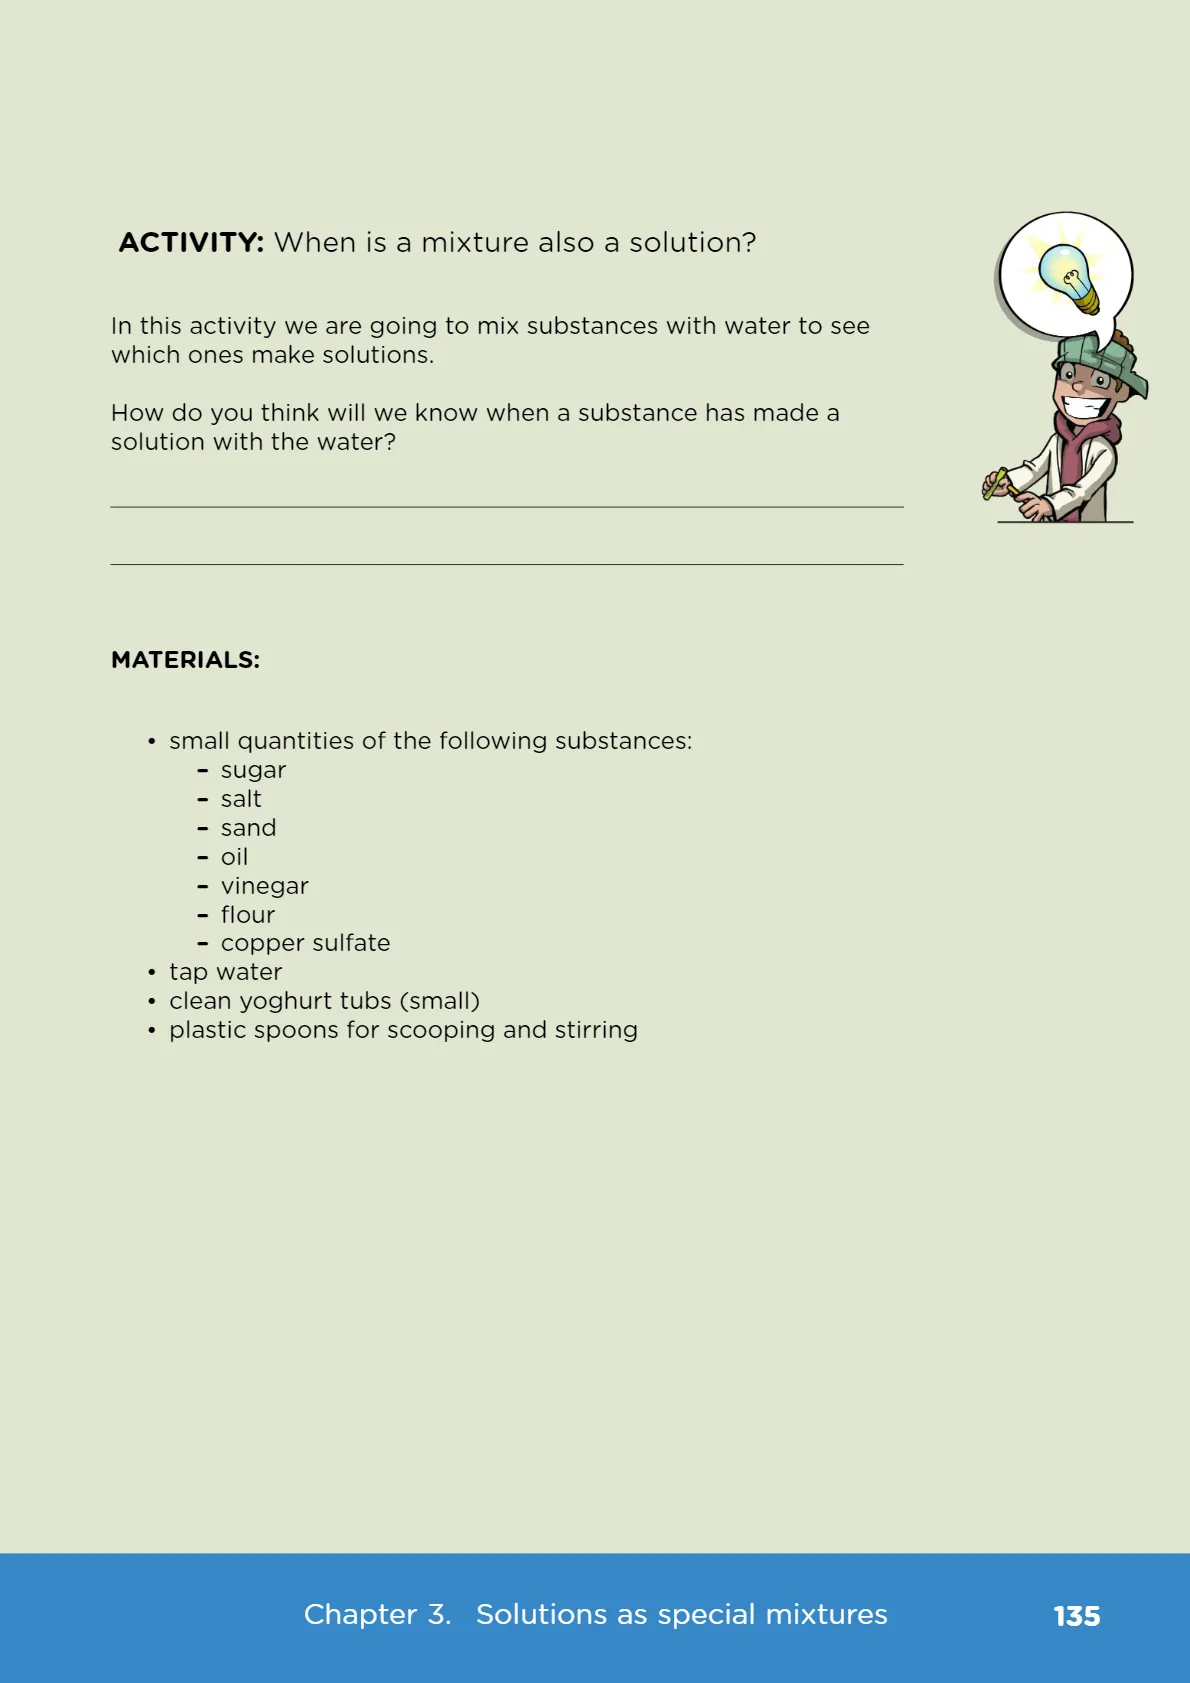 ACTIVITY: When is a mixture also a solution?
In this activity we are going to mix substances with water to see
which ones make solutions.
How do you think will we know when a substance has made a
solution with the water?
MATERIALS:
• small quantities of the following substances:
– sugar
– salt
– sand
– oil
– vinegar
– flour
– copper sulfate
• tap water
• clean yoghurt tubs (small)
• plastic spoons for scooping and stirring
Chapter 3. Solutions as special mixtures 135